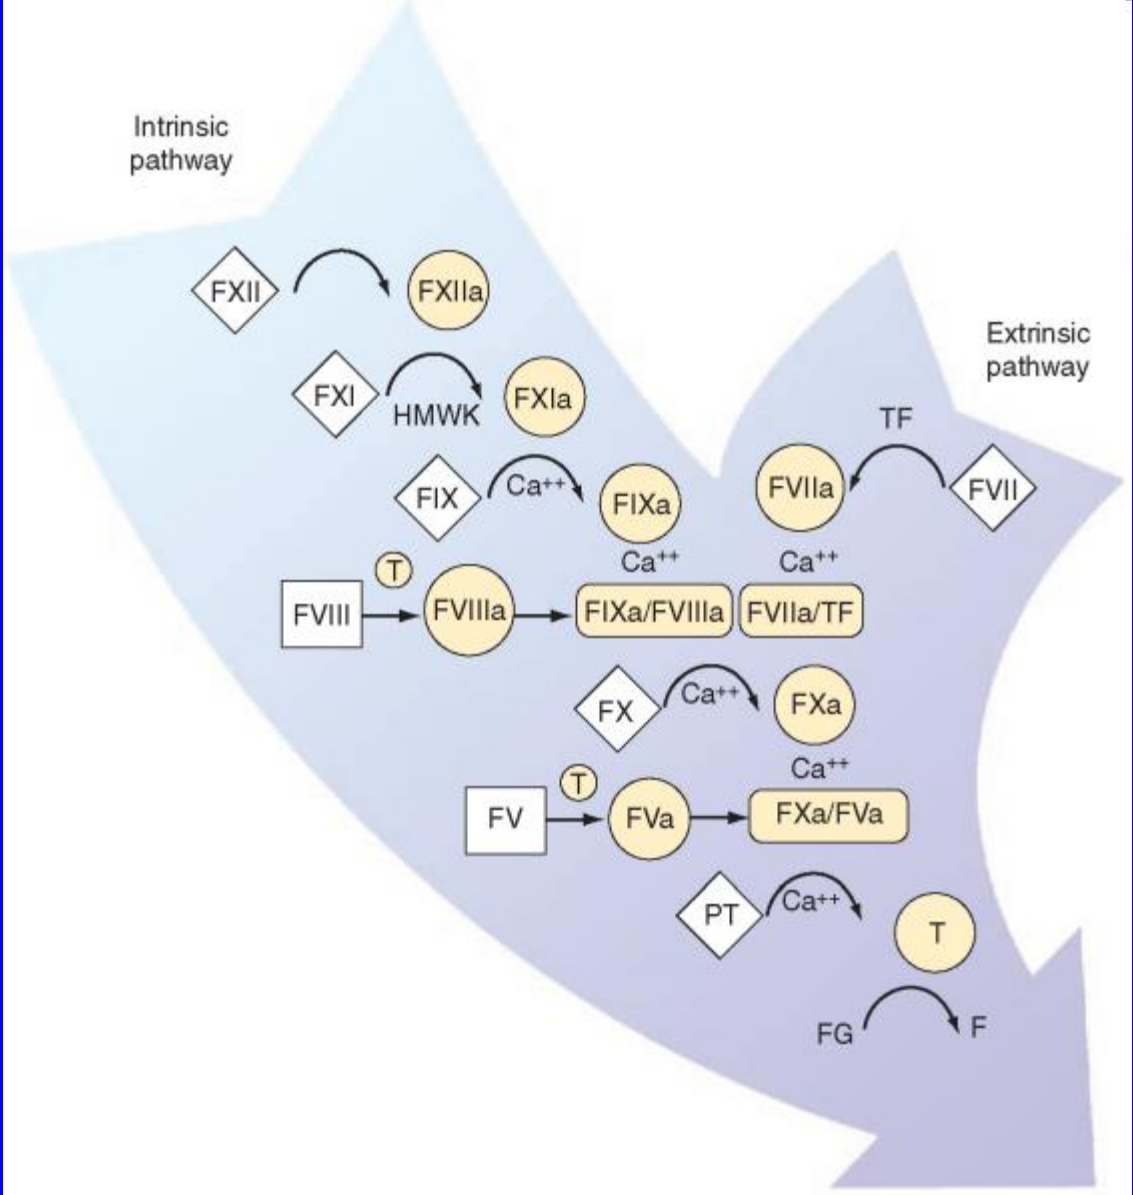 Intrinsic
pathway
FXII
FXIIa
Extrinsic
pathway
FXI
HMWK
FXIa
TF
FIX
Ca++
FIXa
FVIIa
FVII
Ca++
Ca++
T
FVIII
FVIIIa
FIXa/FVIIIa
FVIIa/TF
FX
Ca++
FXa
Ca++
T
FV
FVa
FXa/FVa
PT
Ca++
T
FG
F